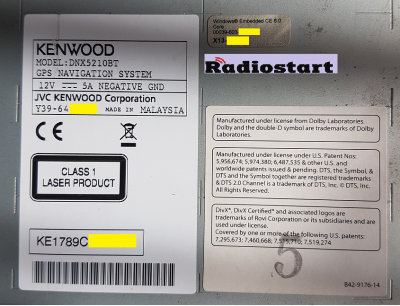 KENWOOD
MODEL:DNX5210BT
GPS NAVIGATION SYSTEM
12V ⎓ 5A NEGATIVE GND
JVC KENWOOD Corporation
Y39-64
MADE IN MALAYSIA
CE
CLASS 1
LASER PRODUCT
KE1789C
Windows® Embedded CE 6.0
Core
00039-8C3
X13-
Radiostart
Manufactured under license from Dolby Laboratories.
Dolby and the double-D symbol are trademarks of Dolby
Laboratories.
Manufactured under license under U.S. Patent Nos:
5,956,674; 5,974,380; 6,487,535 & other U.S. and
worldwide patents issued & pending. DTS, the Symbol, &
DTS and the Symbol together are registered trademarks
& DTS 2.0 Channel is a trademark of DTS, Inc. © DTS, Inc.
All Rights Reserved.
DivX®, DivX Certified® and associated logos are
trademarks of Rovi Corporation or its subsidiaries and are
used under license.
Covered by one or more of the following U.S. patents:
7,295,673; 7,460,668; 7,515,710; 7,519,274
5
B42-9176-14